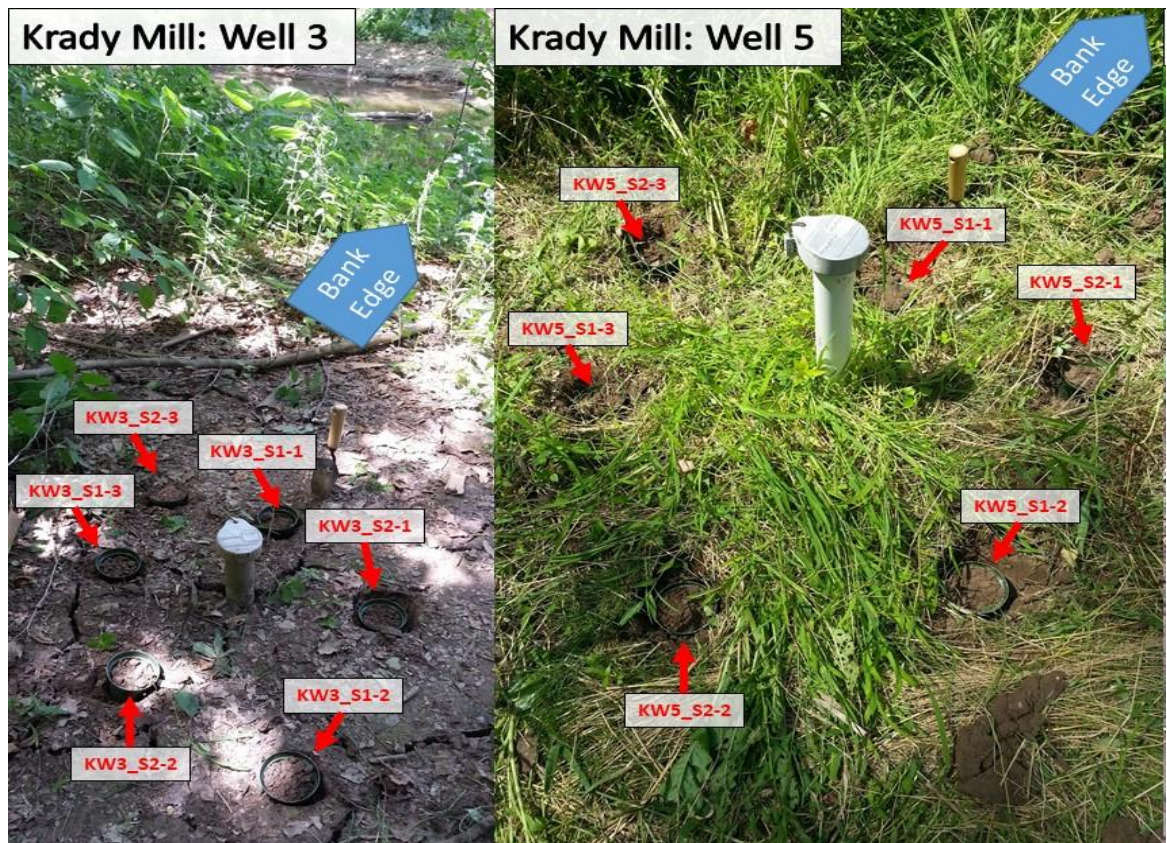 Krady Mill: Well 3
Bank
Edge
KW3_S2-3
KW3_S1-1
KW3_S1-3
KW3_S2-1
KW3_S1-2
KW3_S2-2
Krady Mill: Well 5
Bank
Edge
KW5_S2-3
KW5_S1-1
KW5_S2-1
KW5_S1-3
KW5_S1-2
KW5_S2-2